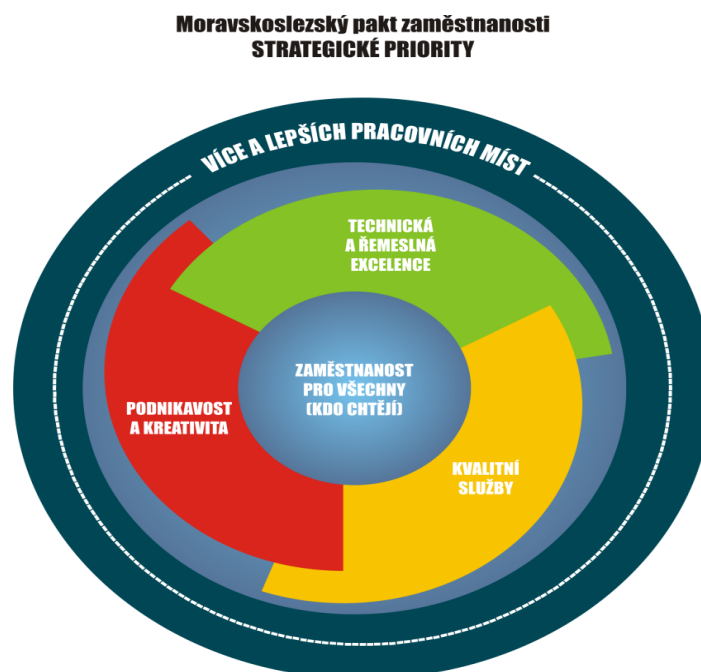 Moravskoslezský pakt zaměstnanosti
STRATEGICKÉ PRIORITY
VÍCE A LEPŠÍCH PRACOVNÍCH MÍST
TECHNICKÁ
A ŘEMESLNÁ
EXCELENCE
ZAMĚSTNANOST
PRO VŠECHNY
(KDO CHTĚJÍ)
PODNIKAVOST
A KREATIVITA
KVALITNÍ
SLUŽBY